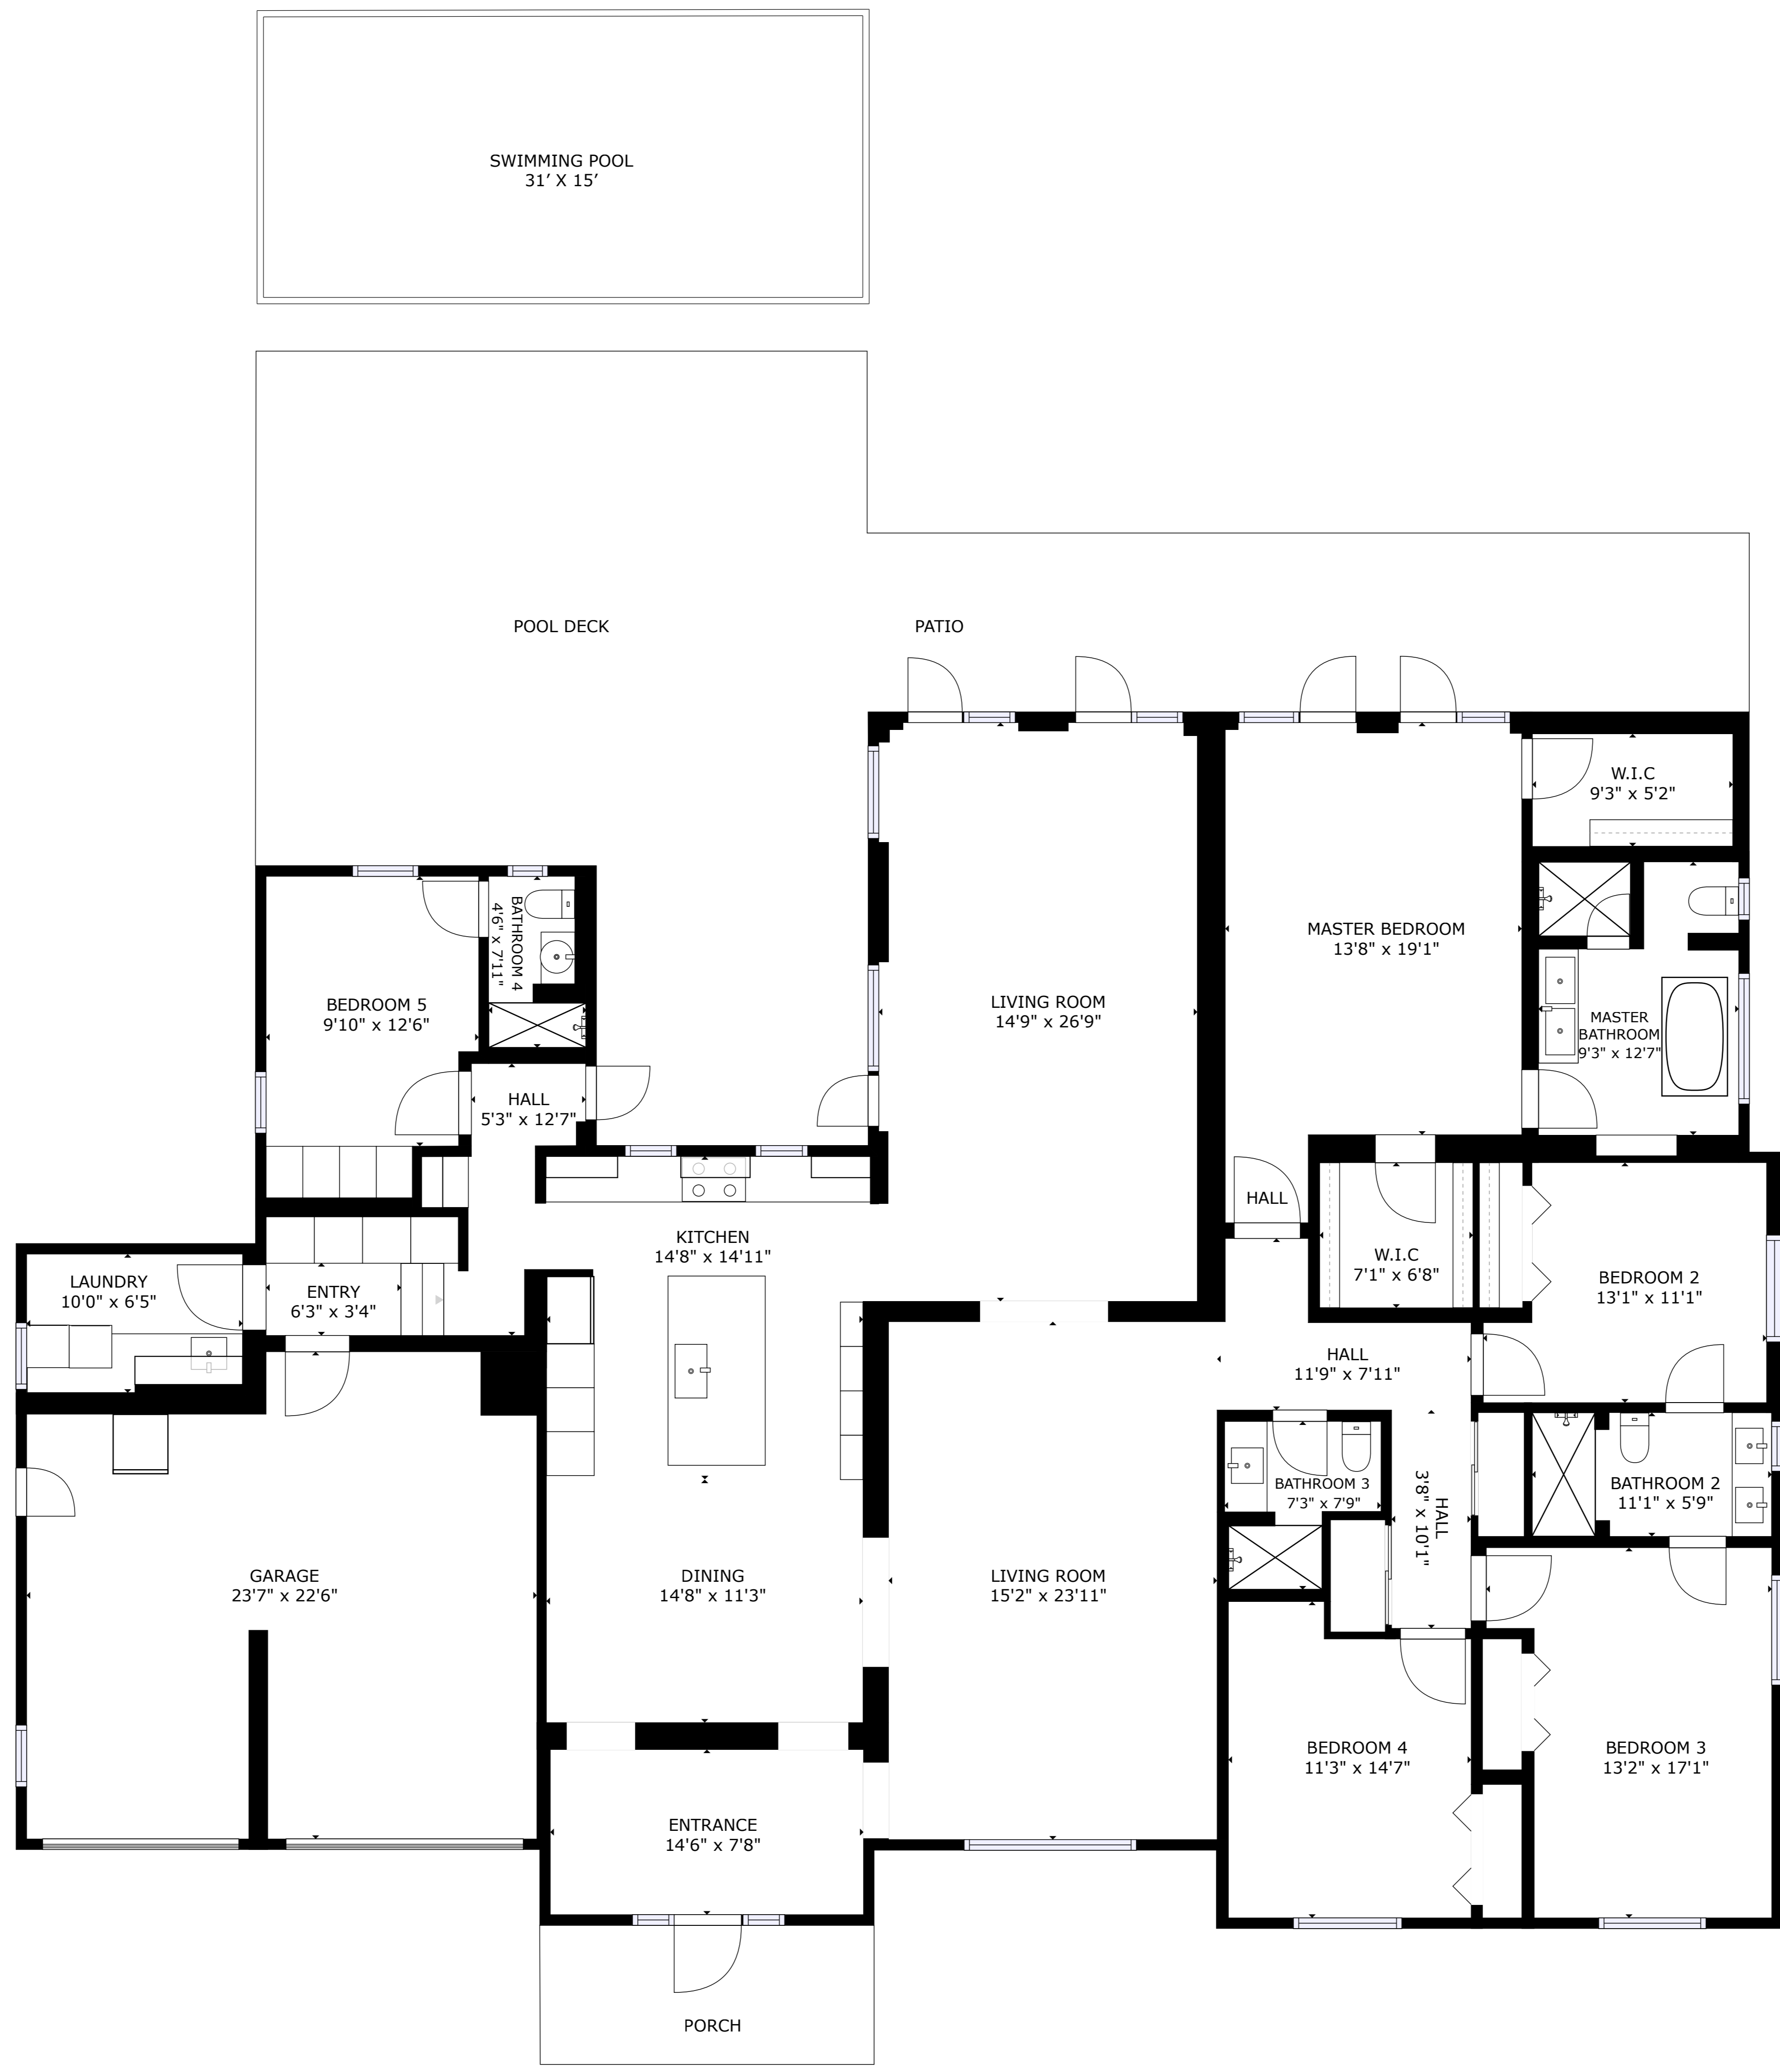 SWIMMING POOL
31’ X 15’
POOL DECK
PATIO
W.I.C
9'3" x 5'2"
MASTER BEDROOM
13'8" x 19'1"
BATHROOM 4
4'6" x 7'11"
BEDROOM 5
9'10" x 12'6"
LIVING ROOM
14'9" x 26'9"
MASTER
BATHROOM
9'3" x 12'7"
HALL
5'3" x 12'7"
HALL
KITCHEN
14'8" x 14'11"
W.I.C
7'1" x 6'8"
BEDROOM 2
13'1" x 11'1"
LAUNDRY
10'0" x 6'5"
ENTRY
6'3" x 3'4"
HALL
11'9" x 7'11"
BATHROOM 3
7'3" x 7'9"
HALL
3'8" x 10'1"
BATHROOM 2
11'1" x 5'9"
GARAGE
23'7" x 22'6"
DINING
14'8" x 11'3"
LIVING ROOM
15'2" x 23'11"
BEDROOM 4
11'3" x 14'7"
BEDROOM 3
13'2" x 17'1"
ENTRANCE
14'6" x 7'8"
PORCH